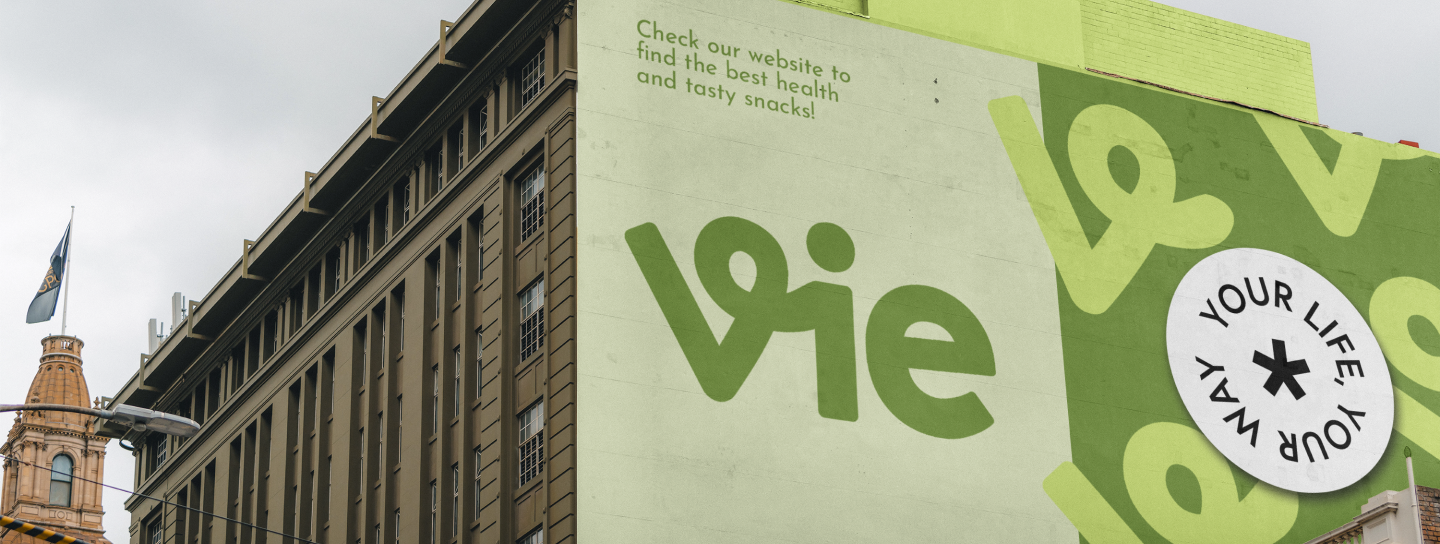 Check our website to
find the best health
and tasty snacks!
vie
YOUR LIFE, YOUR WAY
*